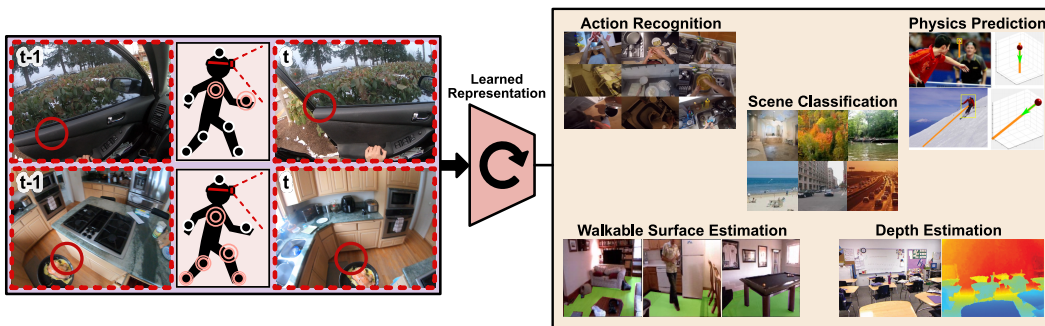 t-1
t
t-1
t
Learned
Representation
Action Recognition
Physics Prediction
Scene Classification
Walkable Surface Estimation
Depth Estimation